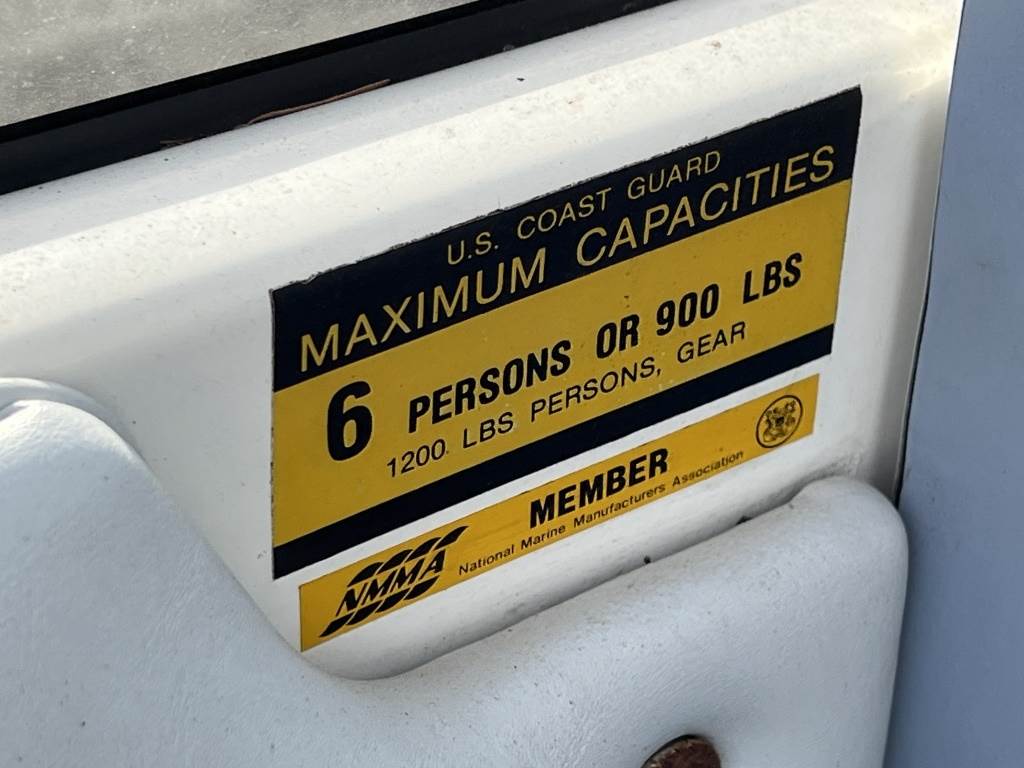 U.S. COAST GUARD
MAXIMUM CAPACITIES
6 PERSONS OR 900 LBS
1200 LBS PERSONS, GEAR
MEMBER
National Marine Manufacturers Association
NMMA